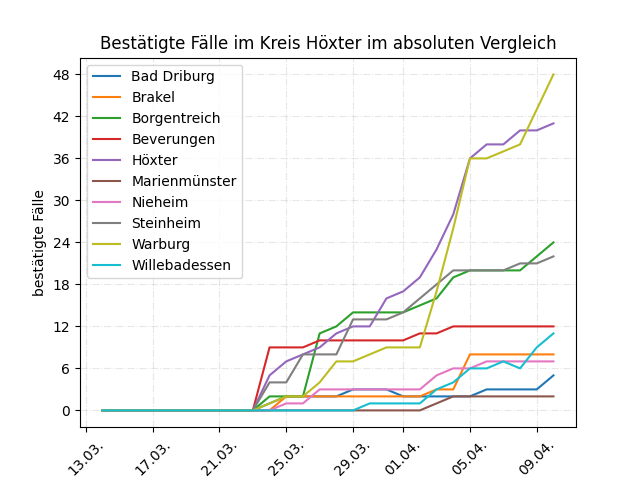 Bestätigte Fälle im Kreis Höxter im absoluten Vergleich
bestätigte Fälle
48
42
36
30
24
18
12
6
0
Bad Driburg
Brakel
Borgentreich
Beverungen
Höxter
Marienmünster
Nieheim
Steinheim
Warburg
Willebadessen
13.03.
17.03.
21.03.
25.03.
29.03.
01.04.
05.04.
09.04.